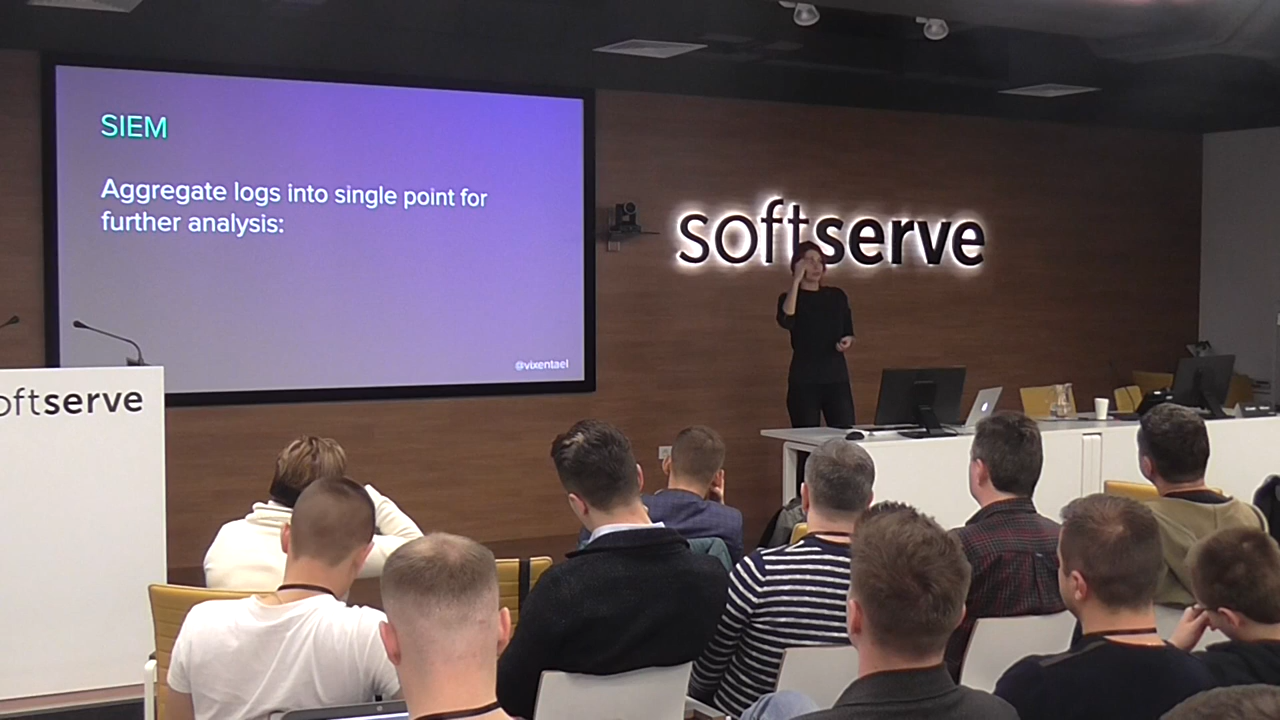 SIEM
Aggregate logs into single point for
further analysis:
@vixentael
softserve
oftserve